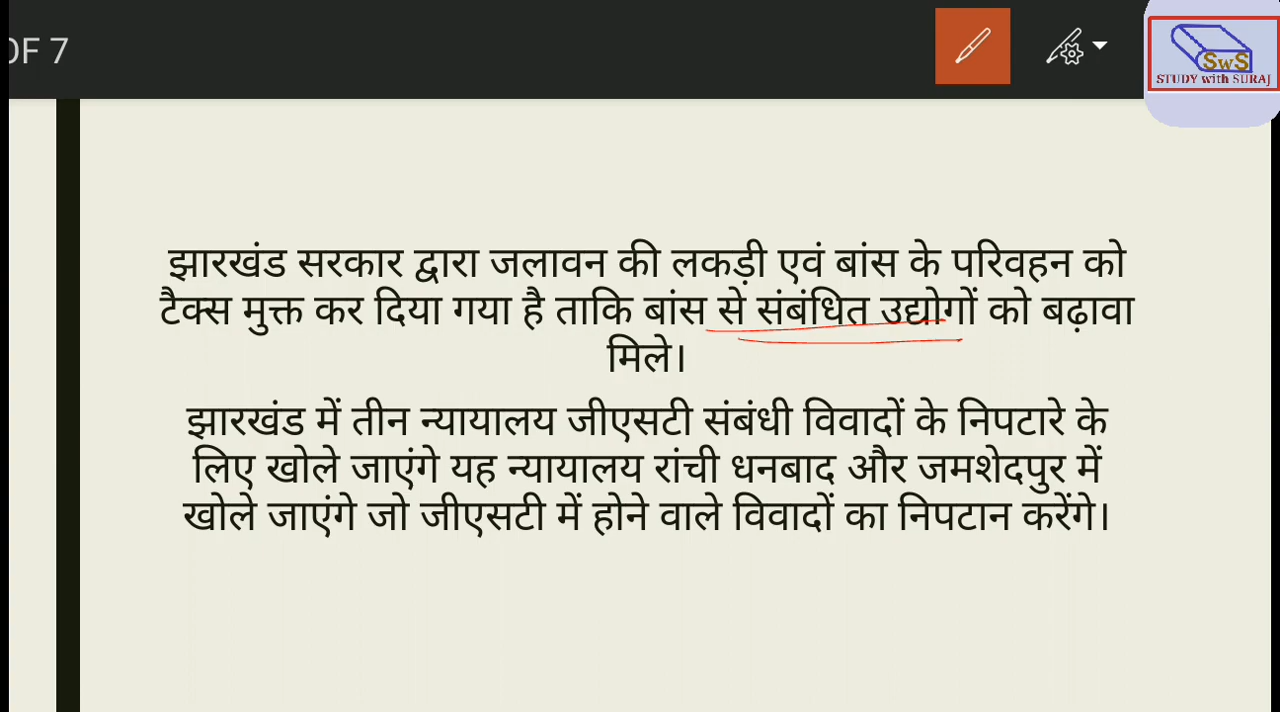 OF 7
SwS
STUDY with SURAJ
झारखंड सरकार द्वारा जलावन की लकड़ी एवं बांस के परिवहन को
टैक्स मुक्त कर दिया गया है ताकि बांस से संबंधित उद्योगों को बढ़ावा
मिले।
झारखंड में तीन न्यायालय जीएसटी संबंधी विवादों के निपटारे के
लिए खोले जाएंगे यह न्यायालय रांची धनबाद और जमशेदपुर में
खोले जाएंगे जो जीएसटी में होने वाले विवादों का निपटान करेंगे।